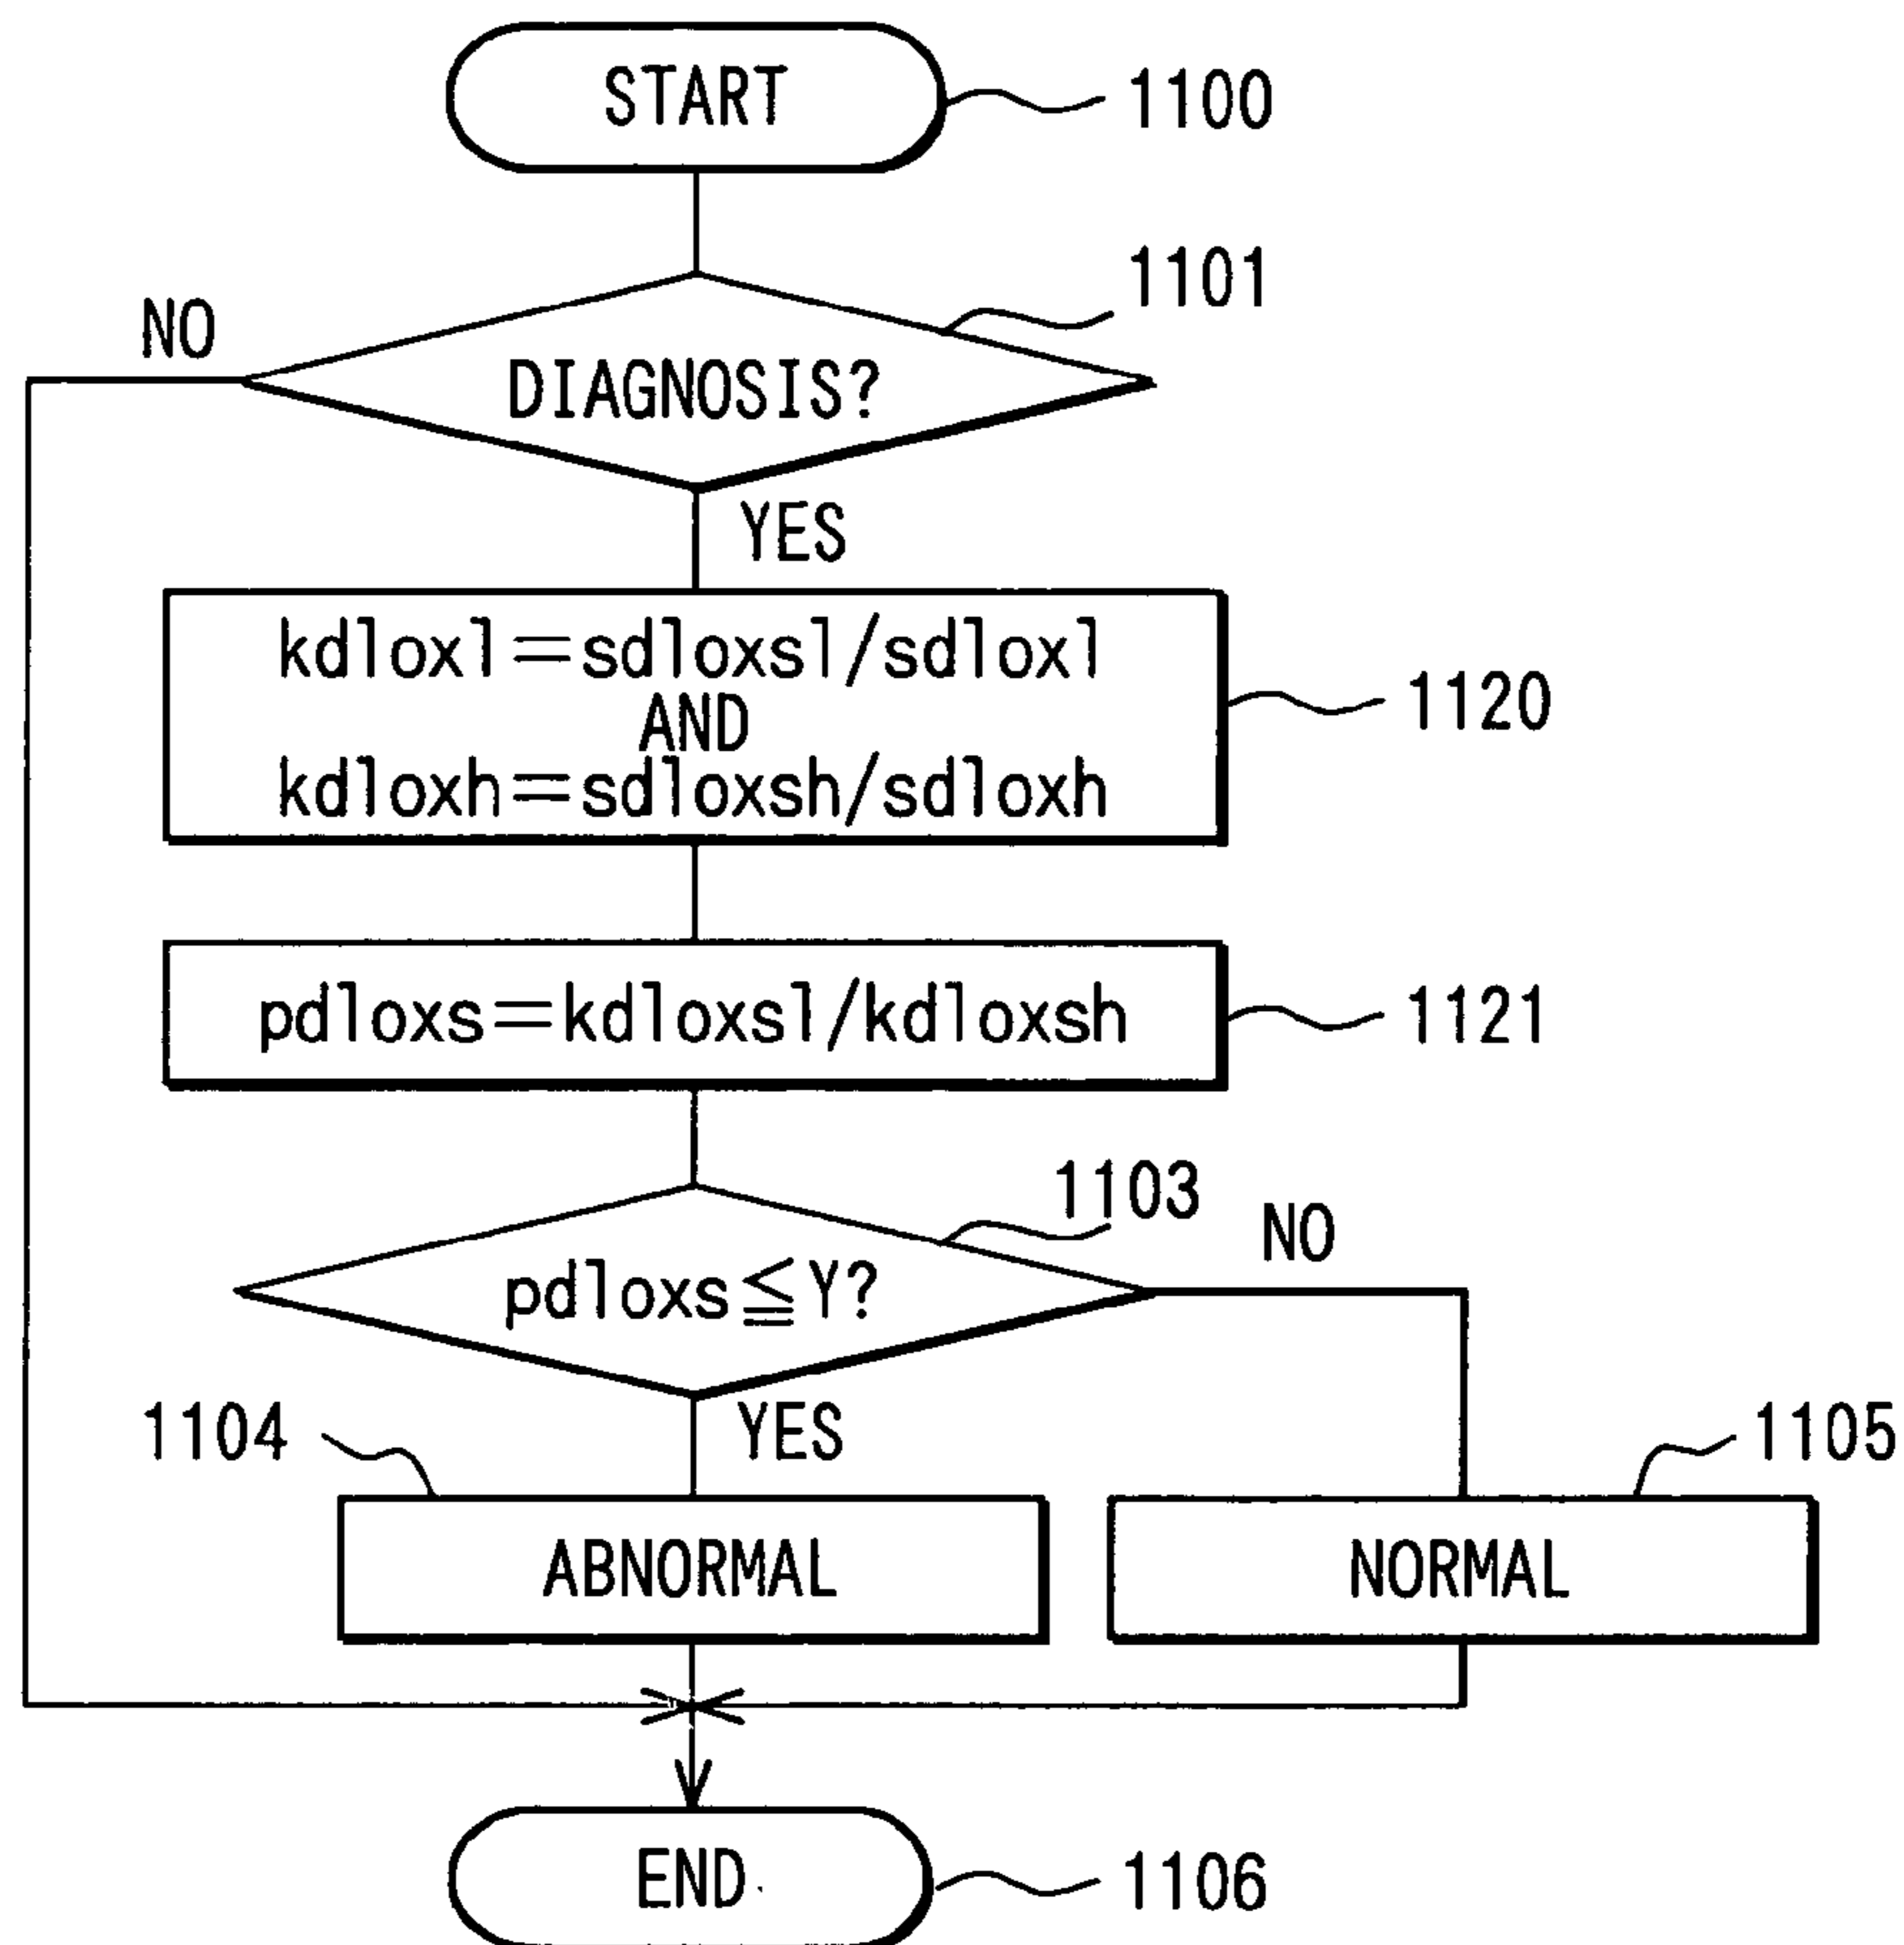 START
1100
1101
NO
DIAGNOSIS?
YES
kdloxl=sdloxsl/sdloxl
AND
kdloxh=sdloxsh/sdloxh
1120
pdloxs=kdloxsl/kdloxsh
1121
1103
NO
pdloxs≦Y?
YES
1104
1105
ABNORMAL
NORMAL
END
1106